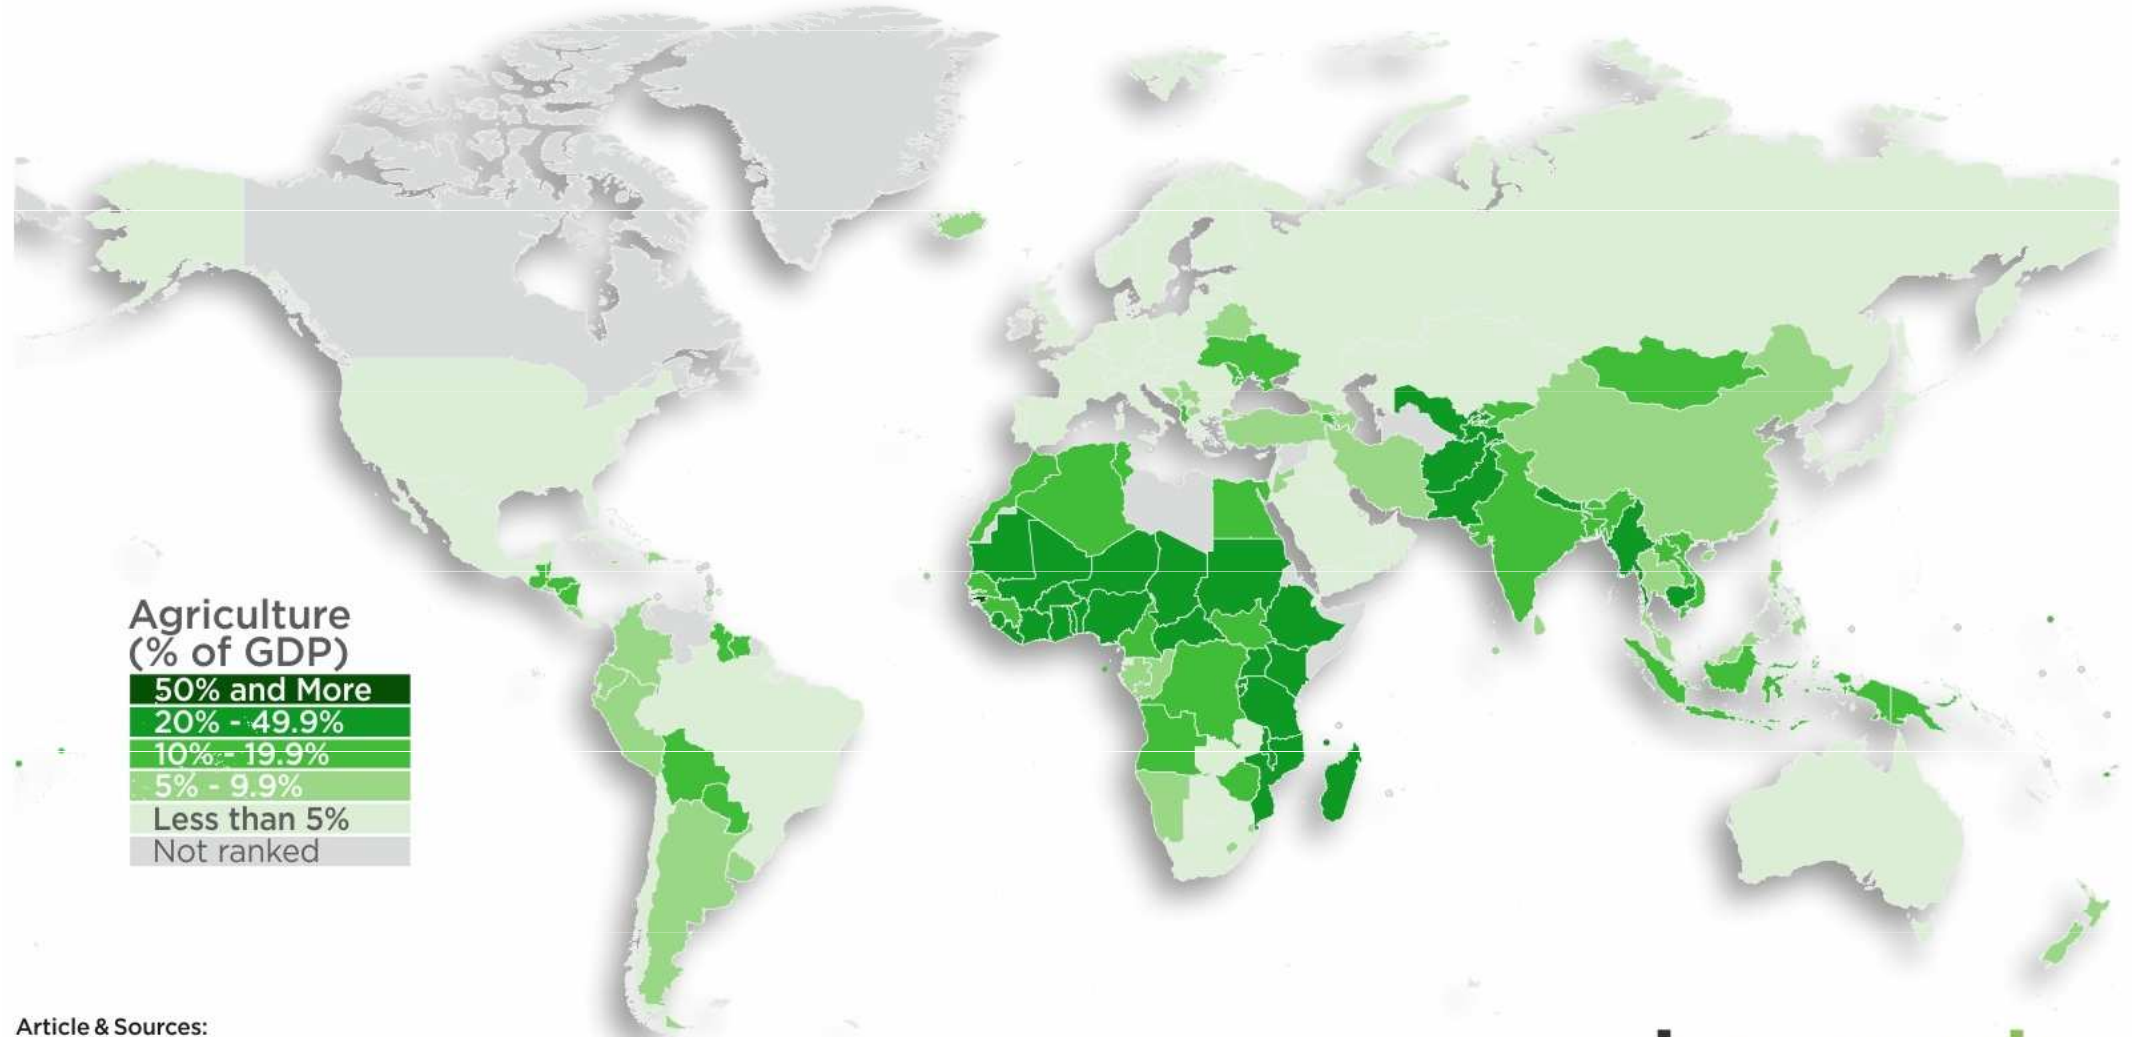 Agriculture
(% of GDP)
50% and More
20% - 49.9%
10% - 19.9%
5% - 9.9%
Less than 5%
Not ranked
Article & Sources: